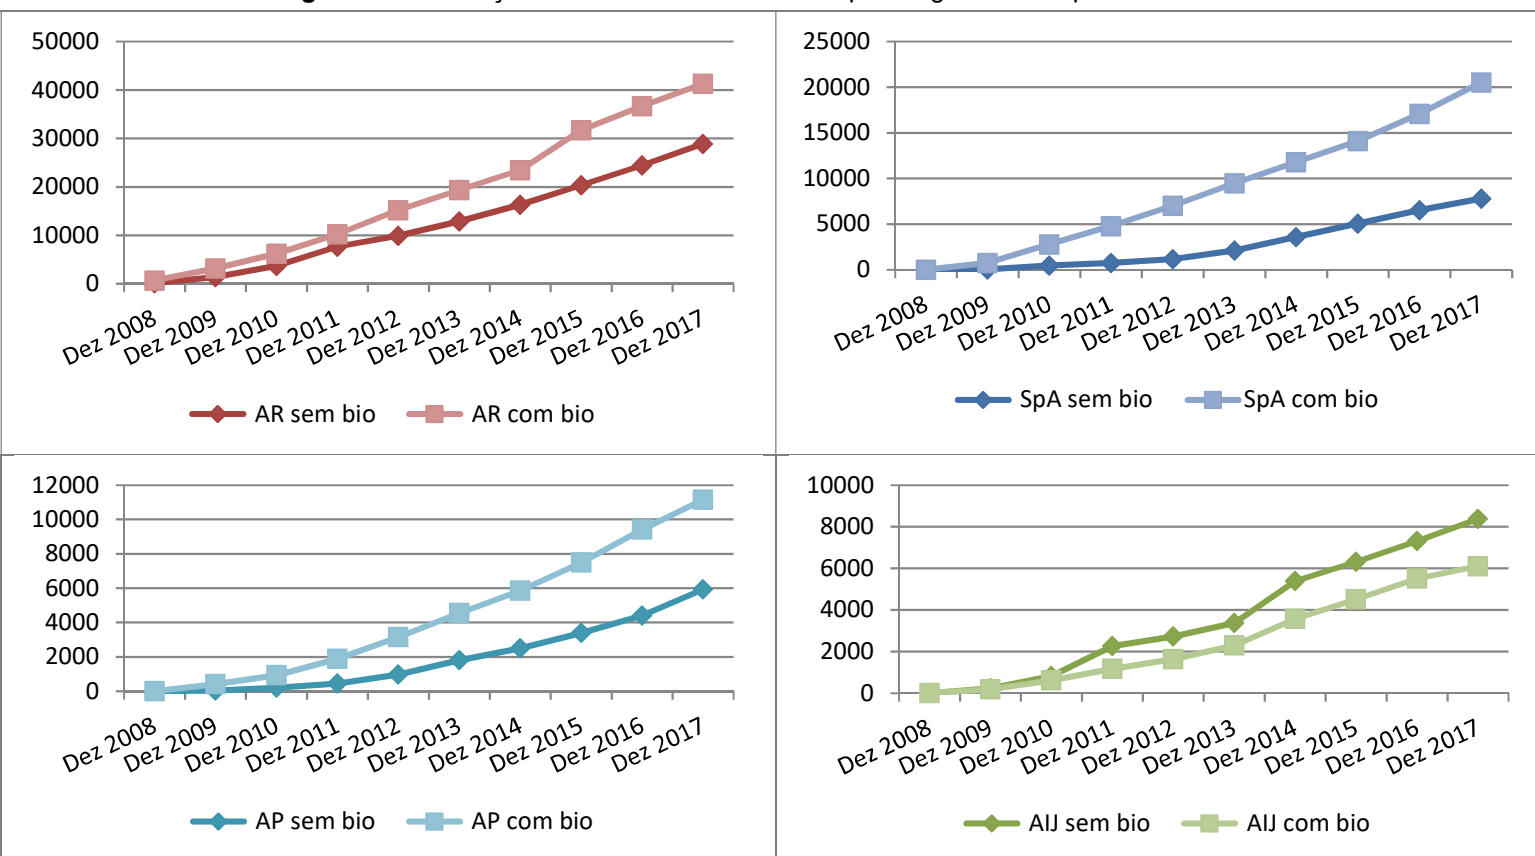 50000
40000
30000
20000
10000
0
Dez 2008
Dez 2009
Dez 2010
Dez 2011
Dez 2012
Dez 2013
Dez 2014
Dez 2015
Dez 2016
Dez 2017
AR sem bio
AR com bio
25000
20000
15000
10000
5000
0
Dez 2008
Dez 2009
Dez 2010
Dez 2011
Dez 2012
Dez 2013
Dez 2014
Dez 2015
Dez 2016
Dez 2017
SpA sem bio
SpA com bio
12000
10000
8000
6000
4000
2000
0
Dez 2008
Dez 2009
Dez 2010
Dez 2011
Dez 2012
Dez 2013
Dez 2014
Dez 2015
Dez 2016
Dez 2017
AP sem bio
AP com bio
10000
8000
6000
4000
2000
0
Dez 2008
Dez 2009
Dez 2010
Dez 2011
Dez 2012
Dez 2013
Dez 2014
Dez 2015
Dez 2016
Dez 2017
AIJ sem bio
AIJ com bio